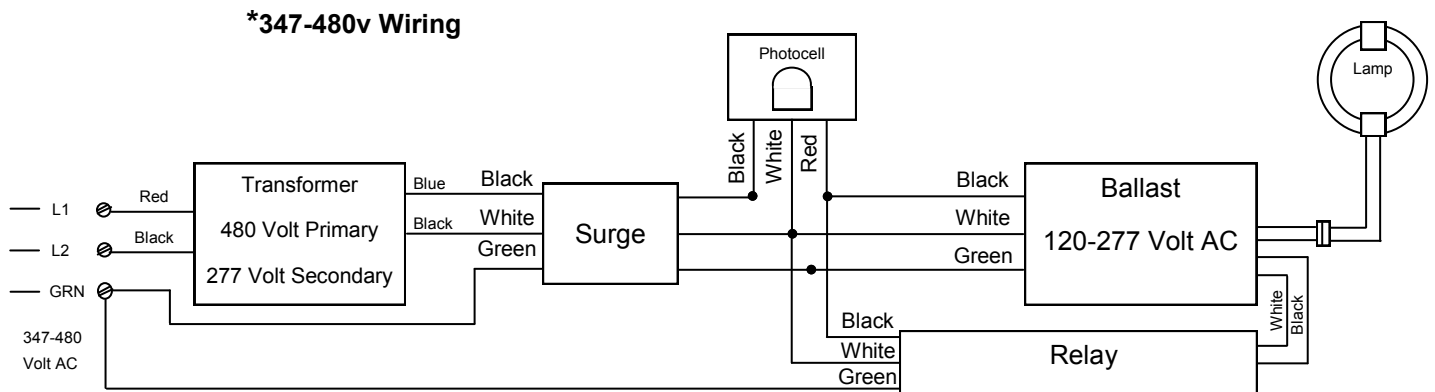 *347-480v Wiring
Photocell
Lamp
Black
White
Red
Transformer
480 Volt Primary
277 Volt Secondary
Blue
Black
Black
White
Green
Surge
Black
White
Green
Ballast
120-277 Volt AC
L1
Red
L2
Black
GRN
347-480
Volt AC
Black
White
Green
Relay
White
Black